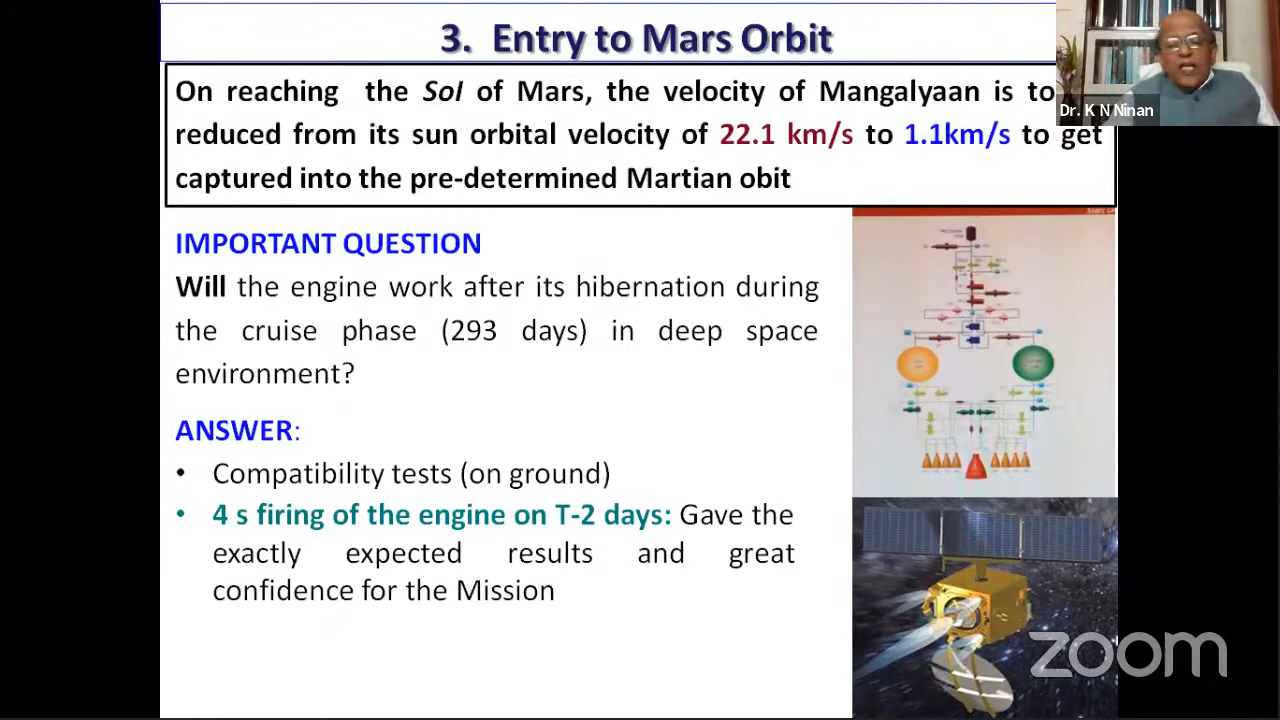 3. Entry to Mars Orbit
On reaching the SoI of Mars, the velocity of Mangalyaan is to
reduced from its sun orbital velocity of 22.1 km/s to 1.1km/s to get
captured into the pre-determined Martian obit
Dr. K N Ninan
IMPORTANT QUESTION
Will the engine work after its hibernation during
the cruise phase (293 days) in deep space
environment?
ANSWER:
• Compatibility tests (on ground)
• 4 s firing of the engine on T-2 days: Gave the
exactly expected results and great
confidence for the Mission
zoom